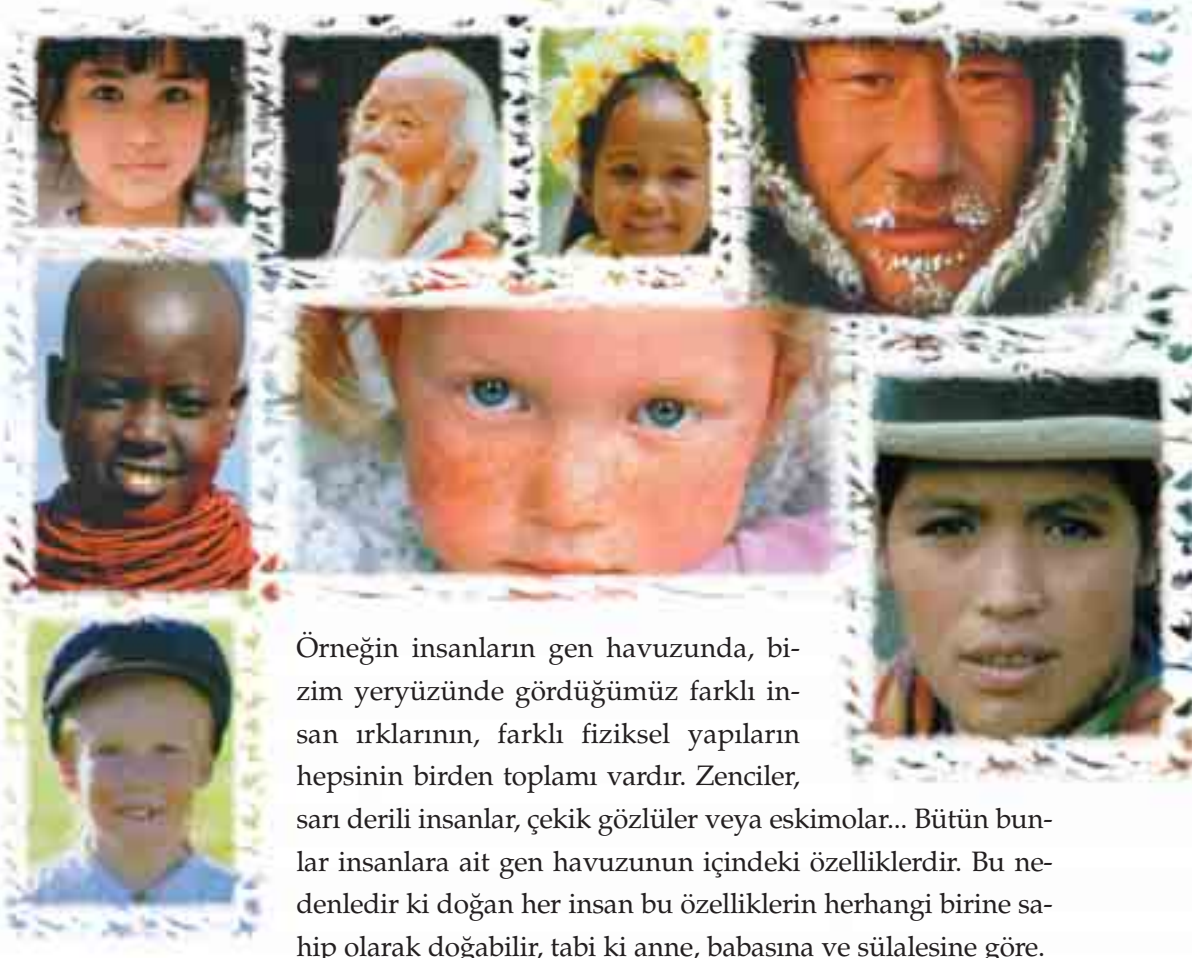 Örneğin insanların gen havuzunda, bi-
zim yeryüzünde gördüğümüz farklı in-
san ırklarının, farklı fiziksel yapıların
hepsinin birden toplamı vardır. Zenciler,
sarı derili insanlar, çekik gözlüler veya eskimolar... Bütün bun-
lar insanlara ait gen havuzunun içindeki özelliklerdir. Bu ne-
denledir ki doğan her insan bu özelliklerin herhangi birine sa-
hip olarak doğabilir, tabi ki anne, babasına ve sülalesine göre.